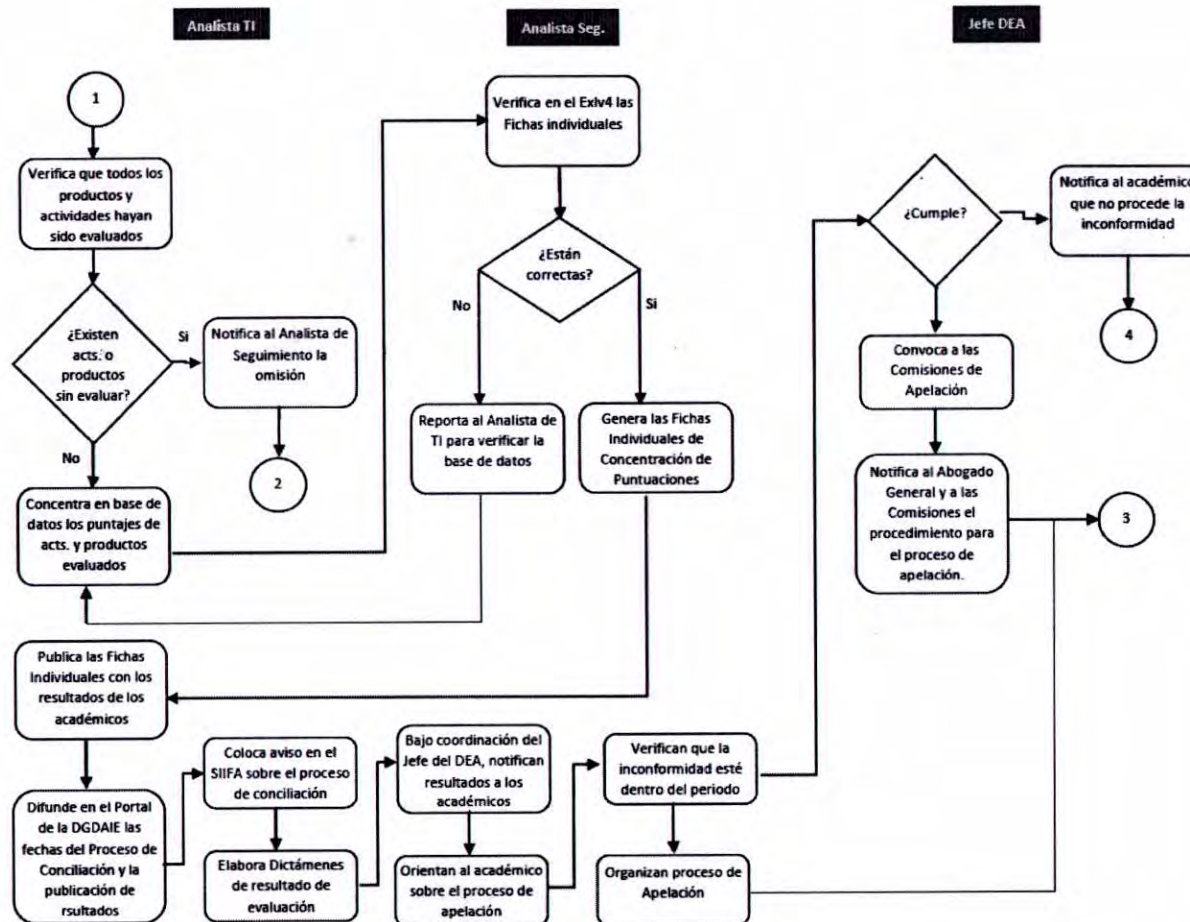 Analista TI
Analista Seg.
Jefe DEA
1
Verifica que todos los
productos y
actividades hayan
sido evaluados
¿Existen
acts. o
productos
sin evaluar?
Si
Notifica al Analista de
Seguimiento la
omisión
2
No
Concentra en base de
datos los puntajes de
acts. y productos
evaluados
Verifica en el Exlv4 las
Fichas individuales
¿Están
correctas?
No
Si
Reporta al Analista de
TI para verificar la
base de datos
Genera las Fichas
Individuales de
Concentración de
Puntuaciones
¿Cumple?
Notifica al académico
que no procede la
inconformidad
4
Convoca a las
Comisiones de
Apelación
Notifica al Abogado
General y a las
Comisiones el
procedimiento para
el proceso de
apelación.
3
Publica las Fichas
Individuales con los
resultados de los
académicos
Difunde en el Portal
de la DGDAIE las
fechas del Proceso de
Conciliación y la
publicación de
rsultados
Coloca aviso en el
SIIFA sobre el proceso
de conciliación
Elabora Dictámenes
de resultado de
evaluación
Bajo coordinación del
Jefe del DEA, notifican
resultados a los
académicos
Orientan al académico
sobre el proceso de
apelación
Verifican que la
inconformidad esté
dentro del periodo
Organizan proceso de
Apelación